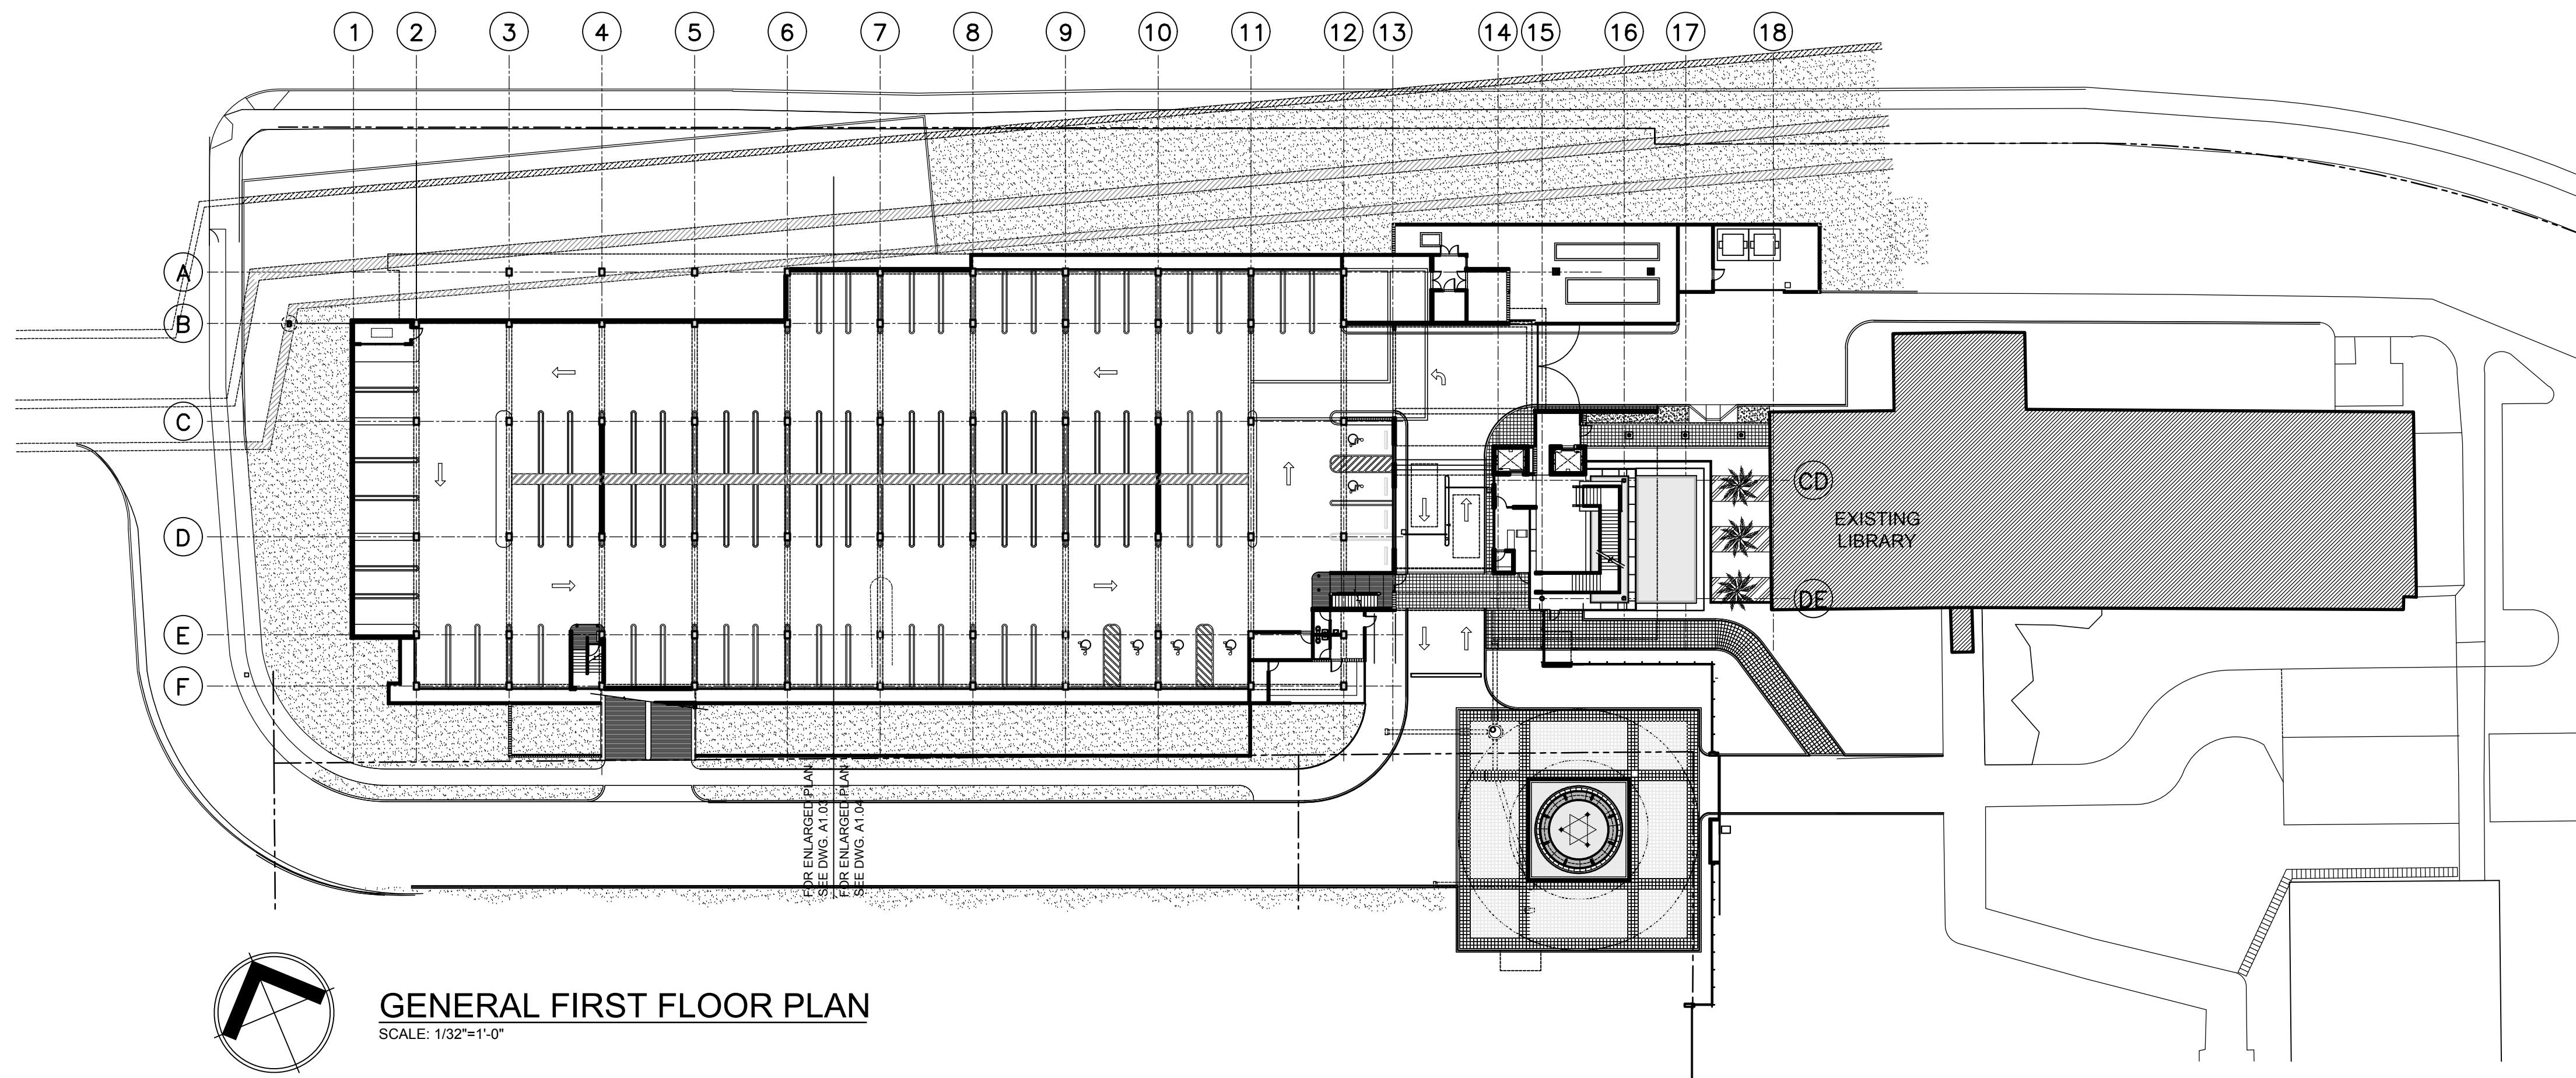 1 2 3 4 5 6 7 8 9 10 11 12 13 14 15 16 17 18
A
B
C
CD
EXISTING
LIBRARY
D
DE
E
F
FOR ENLARGED PLAN
SEE DWG. A1.03
FOR ENLARGED PLAN
SEE DWG. A1.04
GENERAL FIRST FLOOR PLAN
SCALE: 1/32"=1'-0"